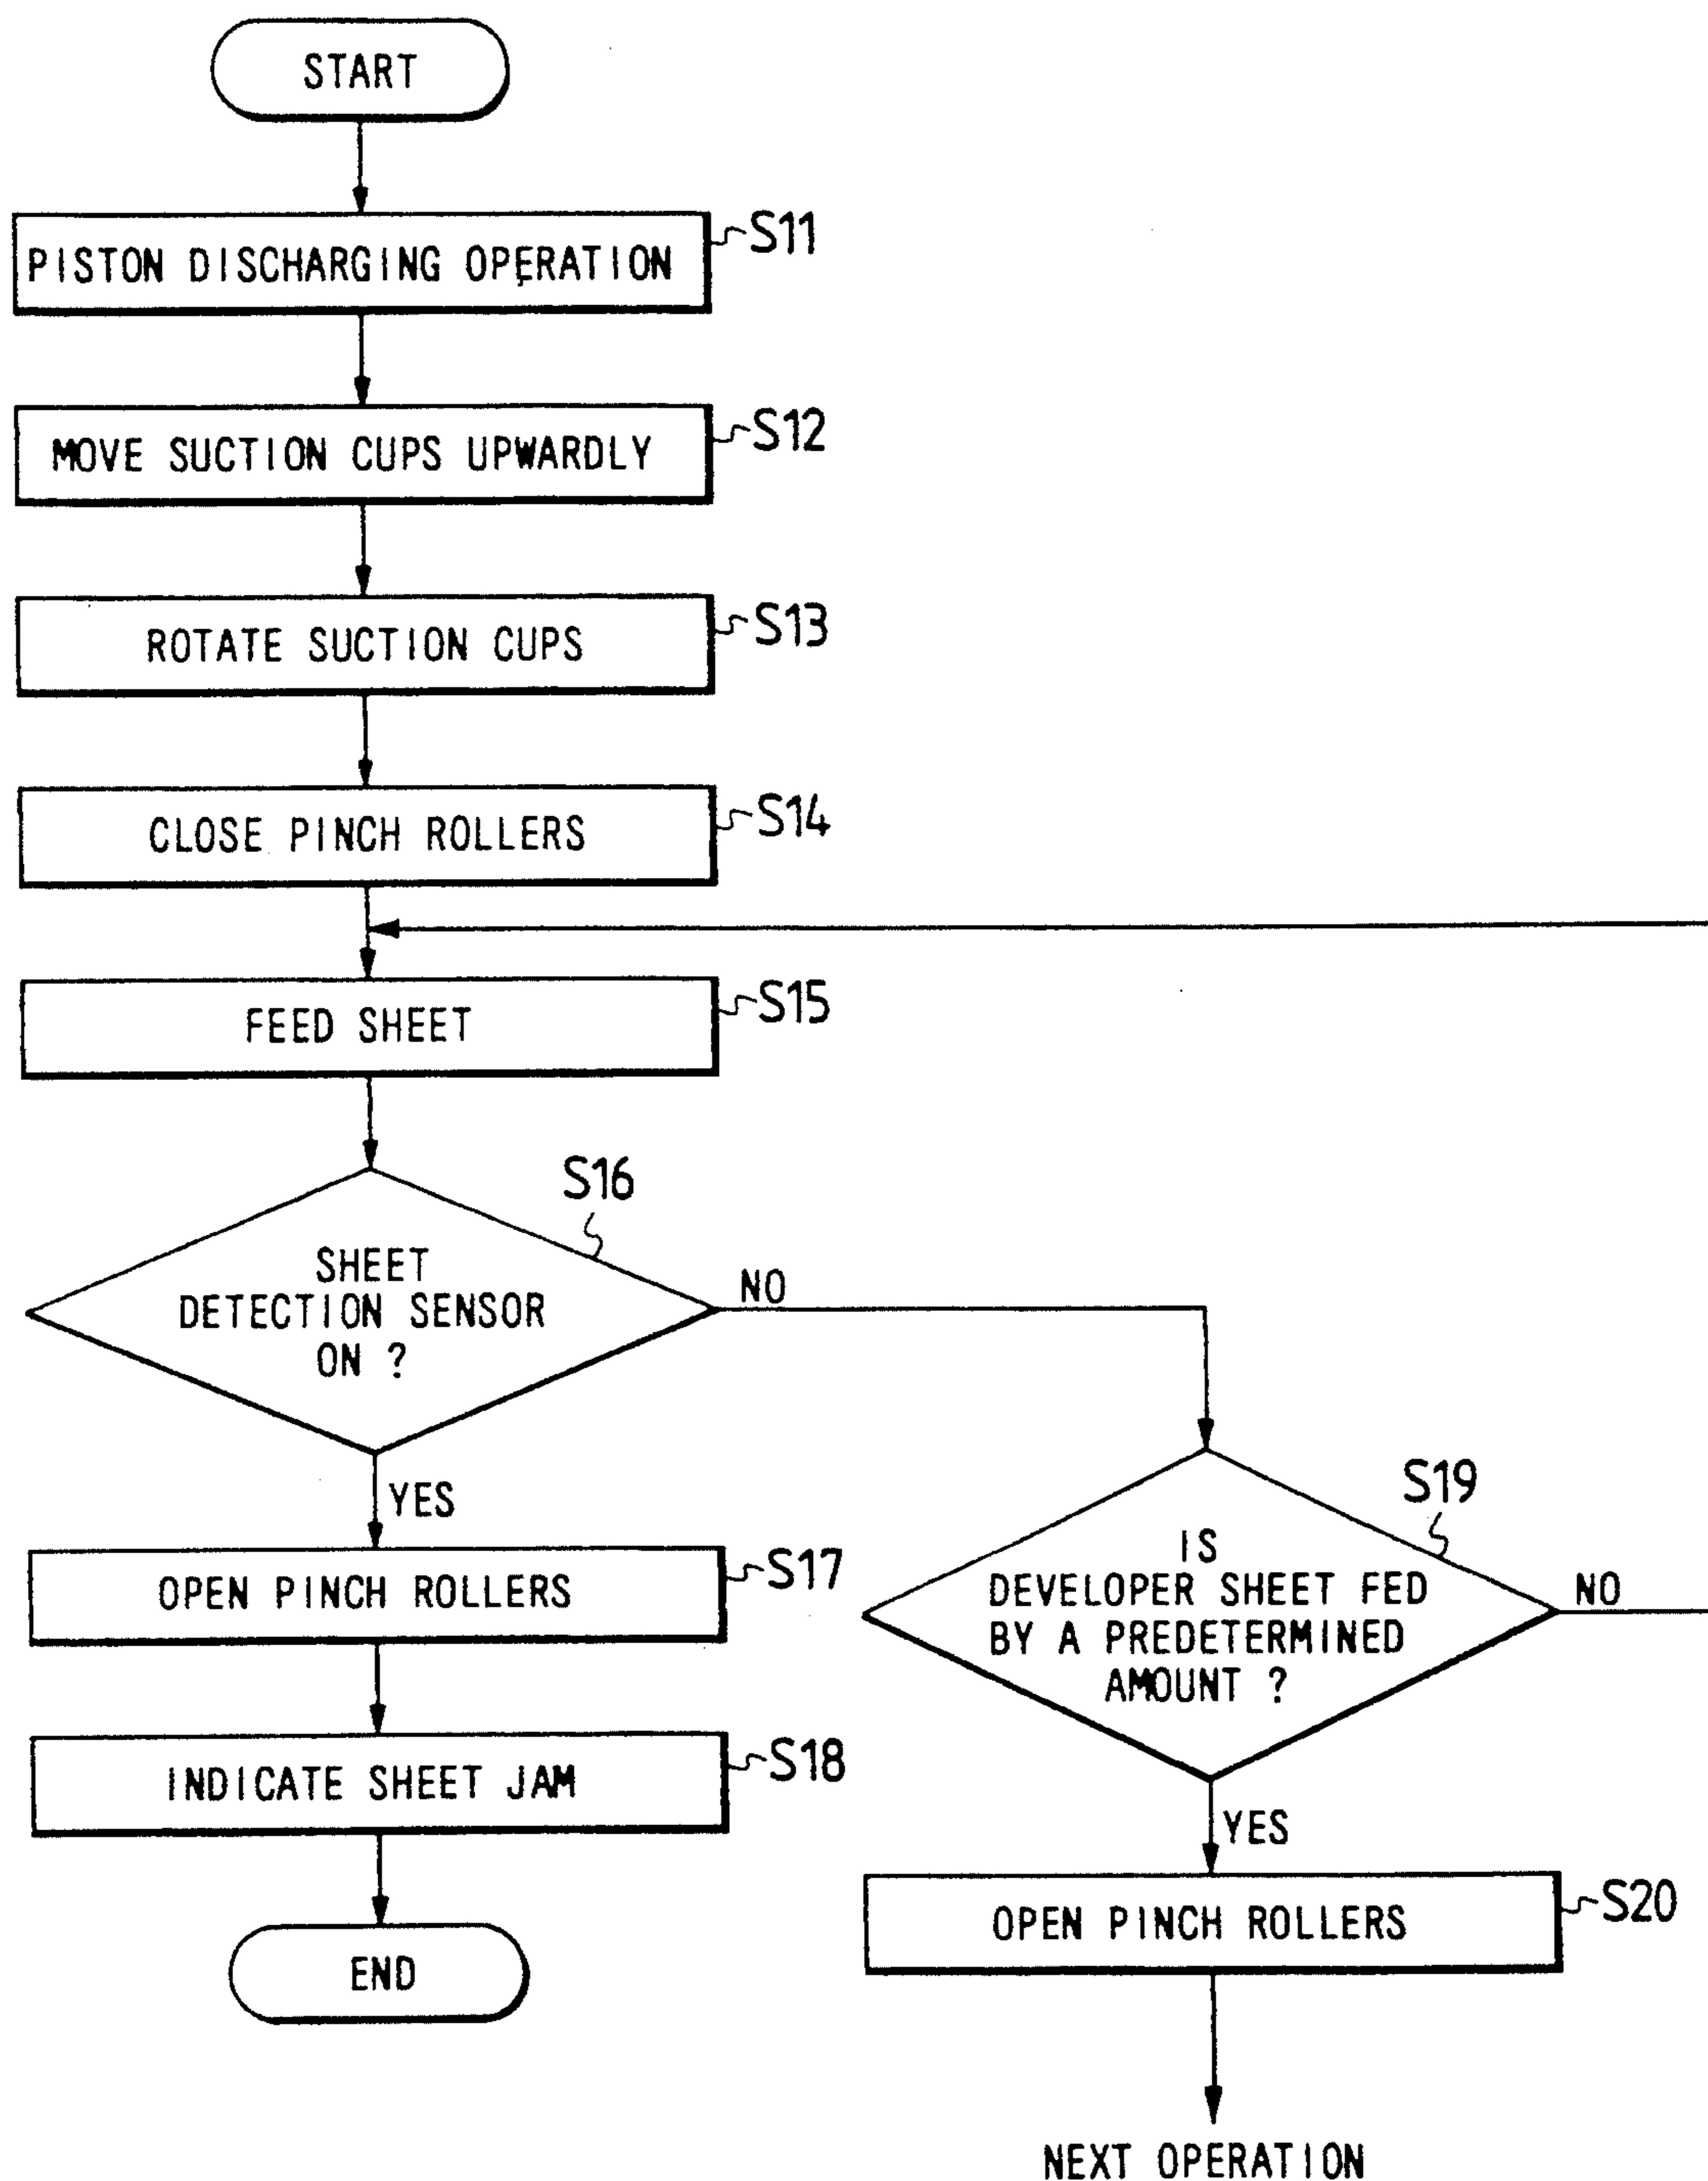 START
PISTON DISCHARGING OPERATION
S11
MOVE SUCTION CUPS UPWARDLY
S12
ROTATE SUCTION CUPS
S13
CLOSE PINCH ROLLERS
S14
FEED SHEET
S15
S16
SHEET
DETECTION SENSOR
ON ?
NO
YES
OPEN PINCH ROLLERS
S17
INDICATE SHEET JAM
S18
END
S19
IS
DEVELOPER SHEET FED
BY A PREDETERMINED
AMOUNT ?
NO
YES
OPEN PINCH ROLLERS
S20
NEXT OPERATION